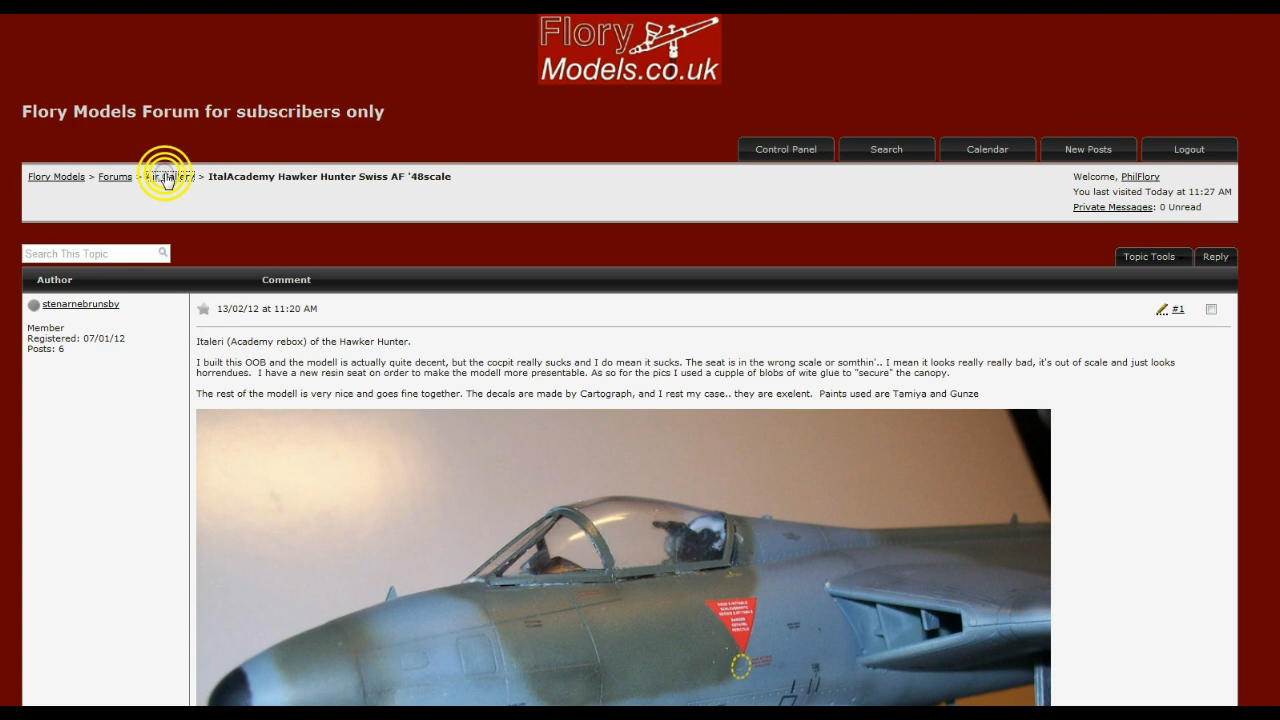 Flory
Models.co.uk
Flory Models Forum for subscribers only
Control Panel
Search
Calendar
New Posts
Logout
Flory Models > Forums > Air Gallery > ItalAcademy Hawker Hunter Swiss AF '48scale
Welcome, PhilFlory
You last visited Today at 11:27 AM
Private Messages: 0 Unread
Search This Topic
Topic Tools
Reply
Author
Comment
stenarnebrunsby
Member
Registered: 07/01/12
Posts: 6
13/02/12 at 11:20 AM
#1
Italeri (Academy rebox) of the Hawker Hunter.
I built this OOB and the modell is actually quite decent, but the cocpit really sucks and I do mean it sucks. The seat is in the wrong scale or somthin'.. I mean it looks really really bad, it's out of scale and just looks
horrendues. I have a new resin seat on order to make the modell more presentable. As so for the pics I used a cupple of blobs of wite glue to "secure" the canopy.
The rest of the modell is very nice and goes fine together. The decals are made by Cartograph, and I rest my case.. they are exelent. Paints used are Tamiya and Gunze